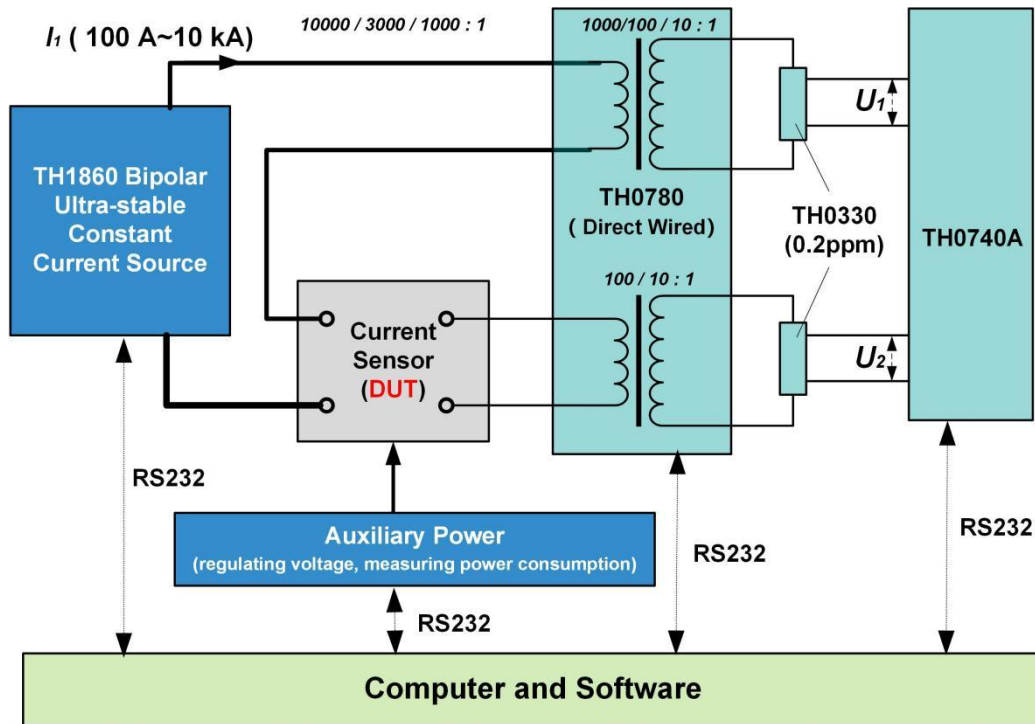 10000 / 3000 / 1000 : 1
1000/100 / 10 : 1
I₁ ( 100 A~10 kA)
TH1860 Bipolar
Ultra-stable
Constant
Current Source
TH0780
( Direct Wired)
U₁
TH0330
(0.2ppm)
TH0740A
100 / 10 : 1
Current
Sensor
(DUT)
U₂
RS232
Auxiliary Power
(regulating voltage, measuring power consumption)
RS232
RS232
RS232
Computer and Software